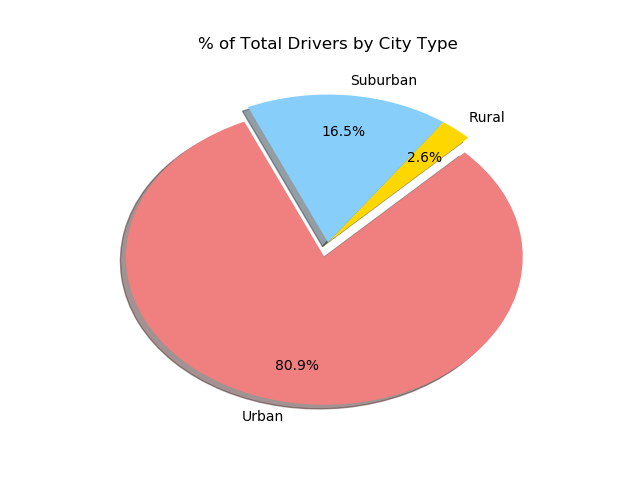 % of Total Drivers by City Type
Suburban
Rural
16.5%
2.6%
80.9%
Urban